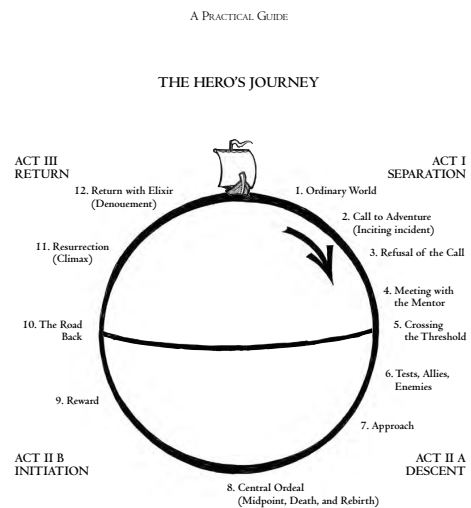 A Practical Guide
THE HERO'S JOURNEY
ACT III
RETURN
ACT I
SEPARATION
12. Return with Elixir
(Denouement)
1. Ordinary World
2. Call to Adventure
(Inciting incident)
11. Resurrection
(Climax)
3. Refusal of the Call
4. Meeting with
the Mentor
10. The Road
Back
5. Crossing
the Threshold
6. Tests, Allies,
Enemies
9. Reward
7. Approach
ACT II B
INITIATION
ACT II A
DESCENT
8. Central Ordeal
(Midpoint, Death, and Rebirth)